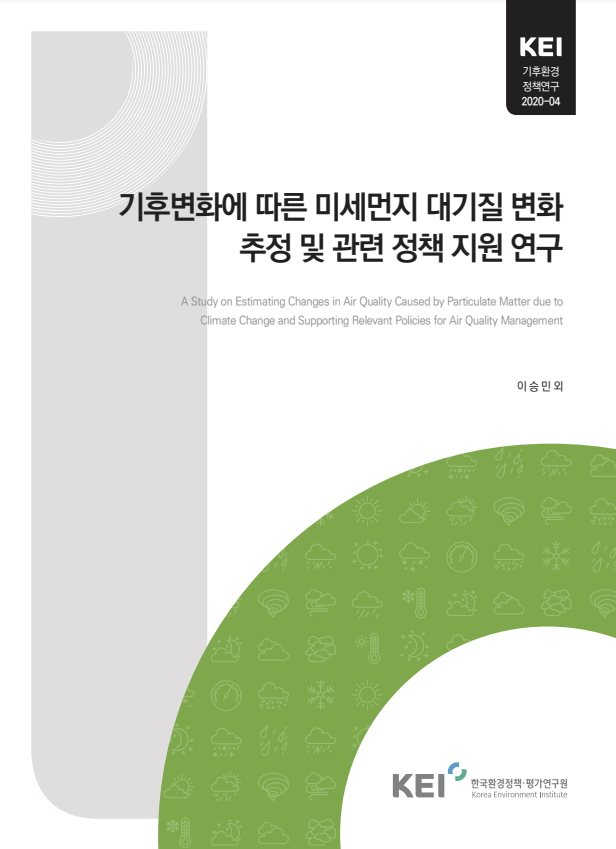 KEI
기후환경
정책연구
2020-04
기후변화에 따른 미세먼지 대기질 변화
추정 및 관련 정책 지원 연구
A Study on Estimating Changes in Air Quality Caused by Particulate Matter due to
Climate Change and Supporting Relevant Policies for Air Quality Management
이승민 외
KEI 한국환경정책·평가연구원
Korea Environment Institute